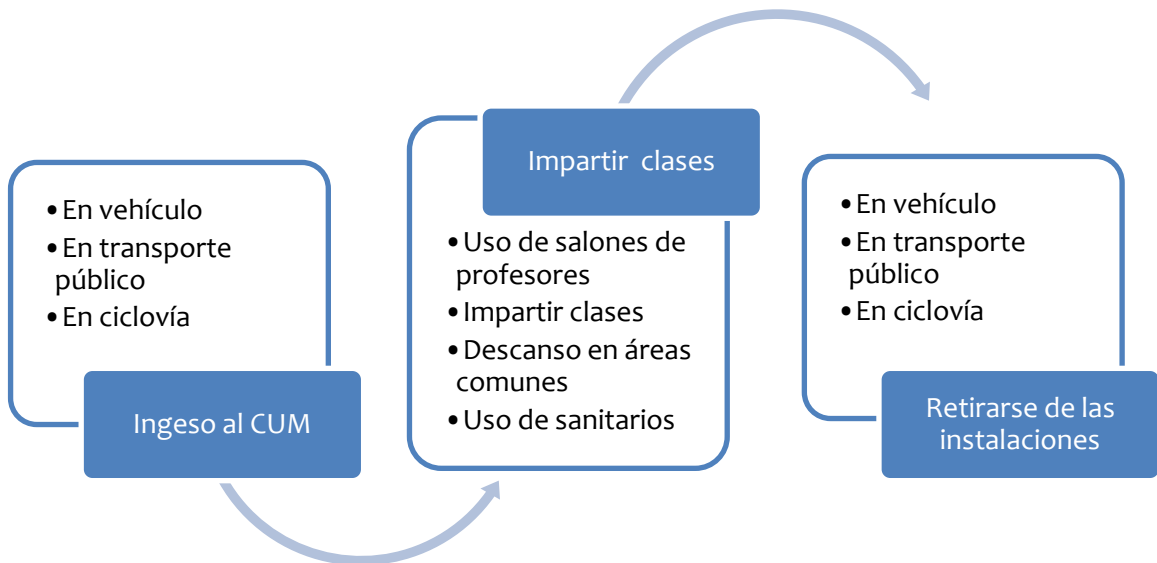 • En vehículo
• En transporte
público
• En ciclovía
Ingeso al CUM
Impartir clases
• Uso de salones de
profesores
• Impartir clases
• Descanso en áreas
comunes
• Uso de sanitarios
• En vehículo
• En transporte
público
• En ciclovía
Retirarse de las
instalaciones